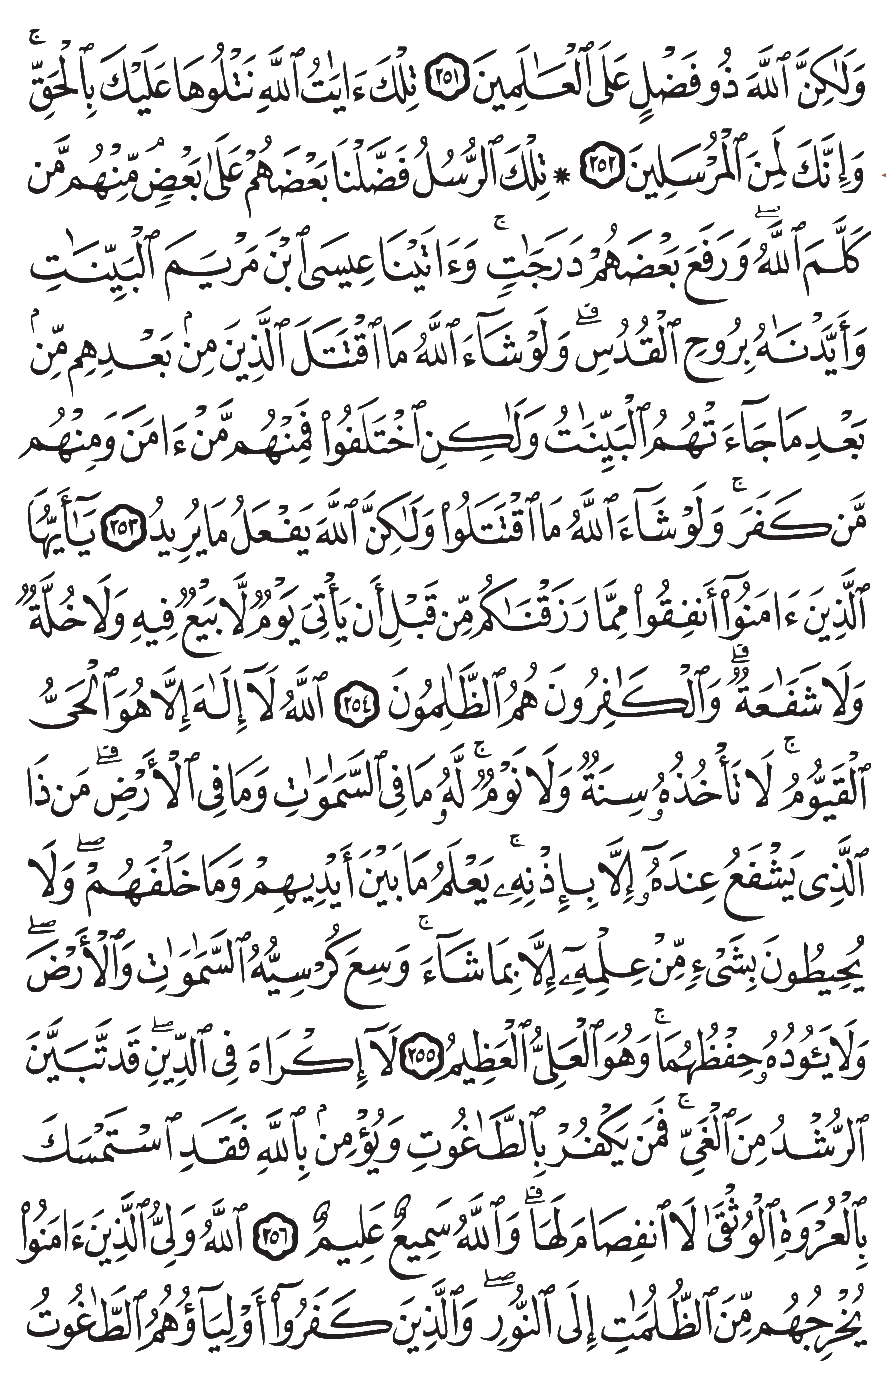 وَلَٰكِنَّ ٱللَّهَ ذُو فَضْلٍ عَلَى ٱلْعَٰلَمِينَ ٢٥١ تِلْكَ ءَايَٰتُ ٱللَّهِ نَتْلُوهَا عَلَيْكَ بِٱلْحَقِّۚ
وَإِنَّكَ لَمِنَ ٱلْمُرْسَلِينَ ٢٥٢ * تِلْكَ ٱلرُّسُلُ فَضَّلْنَا بَعْضَهُمْ عَلَىٰ بَعْضٍۢ مِّنْهُم مَّن
كَلَّمَ ٱللَّهُۖ وَرَفَعَ بَعْضَهُمْ دَرَجَٰتٍۚ وَءَاتَيْنَا عِيسَى ٱبْنَ مَرْيَمَ ٱلْبَيِّنَٰتِ
وَأَيَّدْنَٰهُ بِرُوحِ ٱلْقُدُسِۗ وَلَوْ شَآءَ ٱللَّهُ مَا ٱقْتَتَلَ ٱلَّذِينَ مِنۢ بَعْدِهِم مِّنۢ
بَعْدِ مَا جَآءَتْهُمُ ٱلْبَيِّنَٰتُ وَلَٰكِنِ ٱخْتَلَفُوا۟ فَمِنْهُم مَّنْ ءَامَنَ وَمِنْهُم
مَّن كَفَرَۚ وَلَوْ شَآءَ ٱللَّهُ مَا ٱقْتَتَلُوا۟ وَلَٰكِنَّ ٱللَّهَ يَفْعَلُ مَا يُرِيدُ ٢٥٣ يَٰٓأَيُّهَا
ٱلَّذِينَ ءَامَنُوٓا۟ أَنفِقُوا۟ مِمَّا رَزَقْنَٰكُم مِّن قَبْلِ أَن يَأْتِىَ يَوْمٌ لَّا بَيْعٌ فِيهِ وَلَا خُلَّةٌ
وَلَا شَفَٰعَةٌۗ وَٱلْكَٰفِرُونَ هُمُ ٱلظَّٰلِمُونَ ٢٥٤ ٱللَّهُ لَآ إِلَٰهَ إِلَّا هُوَ ٱلْحَىُّ
ٱلْقَيُّومُۚ لَا تَأْخُذُهُۥ سِنَةٌ وَلَا نَوْمٌۚ لَّهُۥ مَا فِى ٱلسَّمَٰوَٰتِ وَمَا فِى ٱلْأَرْضِۗ مَن ذَا
ٱلَّذِى يَشْفَعُ عِندَهُۥٓ إِلَّا بِإِذْنِهِۦۚ يَعْلَمُ مَا بَيْنَ أَيْدِيهِمْ وَمَا خَلْفَهُمْۖ وَلَا
يُحِيطُونَ بِشَىْءٍ مِّنْ عِلْمِهِۦٓ إِلَّا بِمَا شَآءَۚ وَسِعَ كُرْسِيُّهُ ٱلسَّمَٰوَٰتِ وَٱلْأَرْضَۖ
وَلَا يَـُٔودُهُۥ حِفْظُهُمَاۚ وَهُوَ ٱلْعَلِىُّ ٱلْعَظِيمُ ٢٥٥ لَآ إِكْرَاهَ فِى ٱلدِّينِۖ قَد تَّبَيَّنَ
ٱلرُّشْدُ مِنَ ٱلْغَىِّۚ فَمَن يَكْفُرْ بِٱلطَّٰغُوتِ وَيُؤْمِنۢ بِٱللَّهِ فَقَدِ ٱسْتَمْسَكَ
بِٱلْعُرْوَةِ ٱلْوُثْقَىٰ لَا ٱنفِصَامَ لَهَاۗ وَٱللَّهُ سَمِيعٌ عَلِيمٌ ٢٥٦ ٱللَّهُ وَلِىُّ ٱلَّذِينَ ءَامَنُوا۟
يُخْرِجُهُم مِّنَ ٱلظُّلُمَٰتِ إِلَى ٱلنُّورِۖ وَٱلَّذِينَ كَفَرُوٓا۟ أَوْلِيَآؤُهُمُ ٱلطَّٰغُوتُ